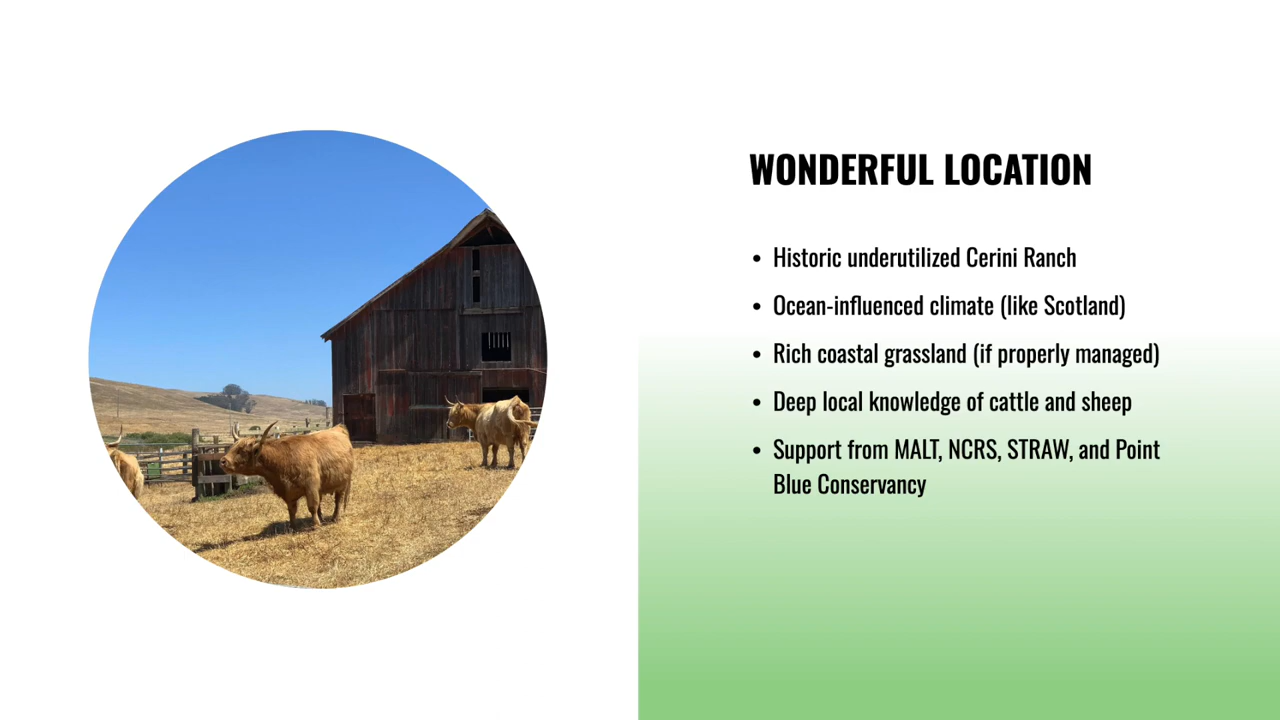 WONDERFUL LOCATION
• Historic underutilized Cerini Ranch
• Ocean-influenced climate (like Scotland)
• Rich coastal grassland (if properly managed)
• Deep local knowledge of cattle and sheep
• Support from MALT, NCRS, STRAW, and Point
Blue Conservancy